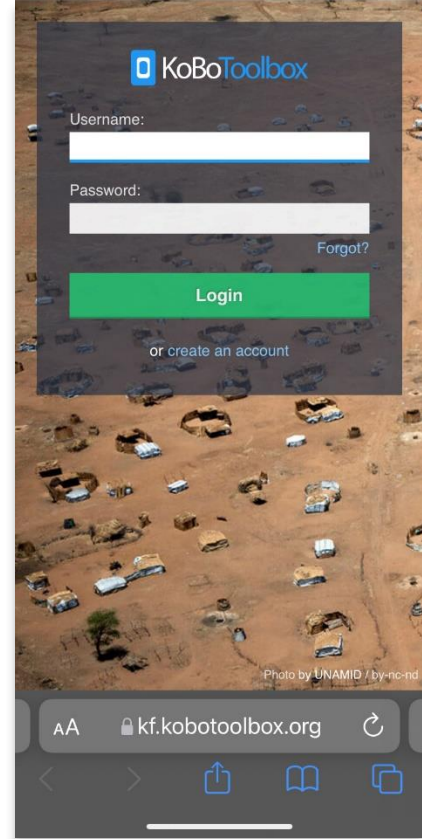 KoBoToolbox
Username:
Password:
Forgot?
Login
or create an account
Photo by UNAMID / by-nc-nd
AA kf.kobotoolbox.org